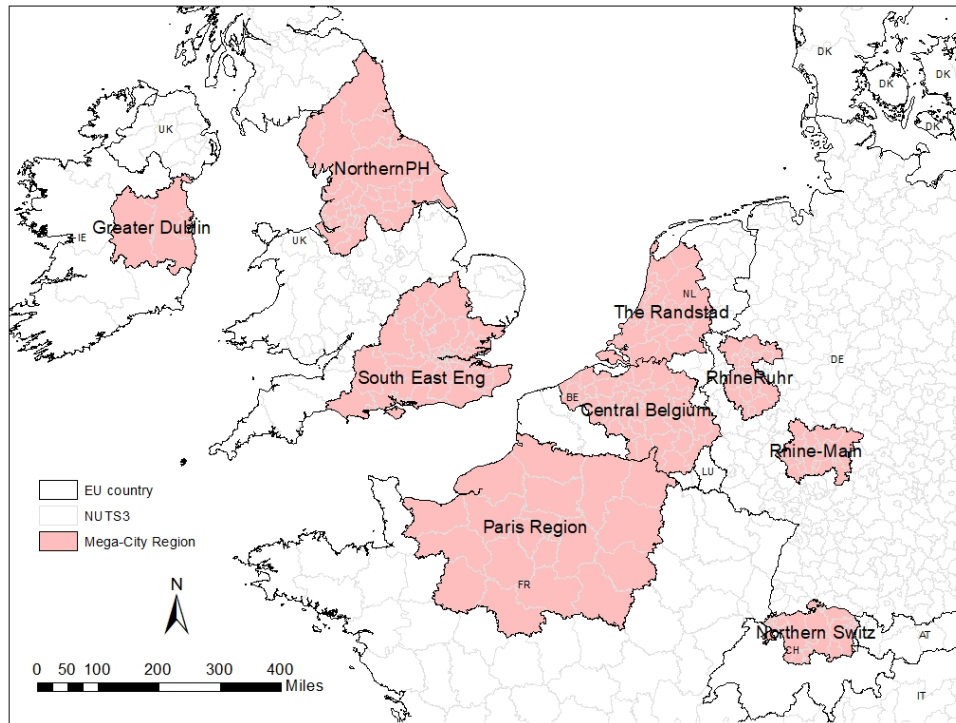 DK
DK
DK
UK
DK
NorthernPH
Greater Dublin
IE
UK
NL
The Randstad
DE
South East Eng
RhineRuhr
BE
Central Belgium
Rhine-Main
LU
EU country
NUTS3
Mega-City Region
Paris Region
FR
N
Northern Switz
AT
CH
0 50 100 200 300 400
Miles
IT